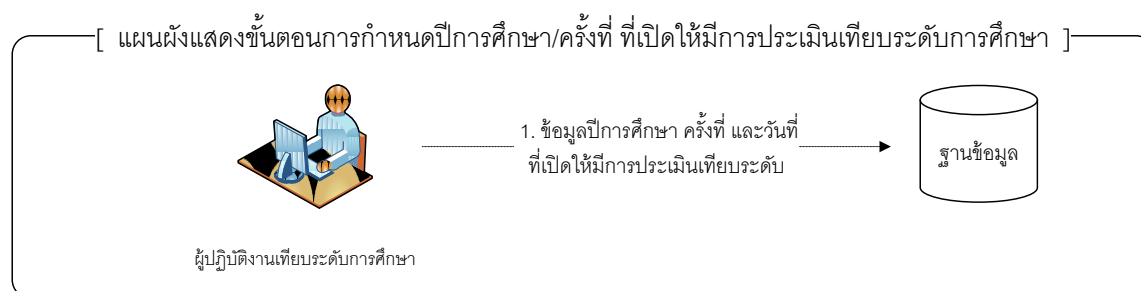 [ แผนผังแสดงขั้นตอนการกำหนดปีการศึกษา/ครั้งที่ ที่เปิดให้มีการประเมินเทียบระดับการศึกษา ]
1. ข้อมูลปีการศึกษา ครั้งที่ และวันที่
ที่เปิดให้มีการประเมินเทียบระดับ
ฐานข้อมูล
ผู้ปฏิบัติงานเทียบระดับการศึกษา